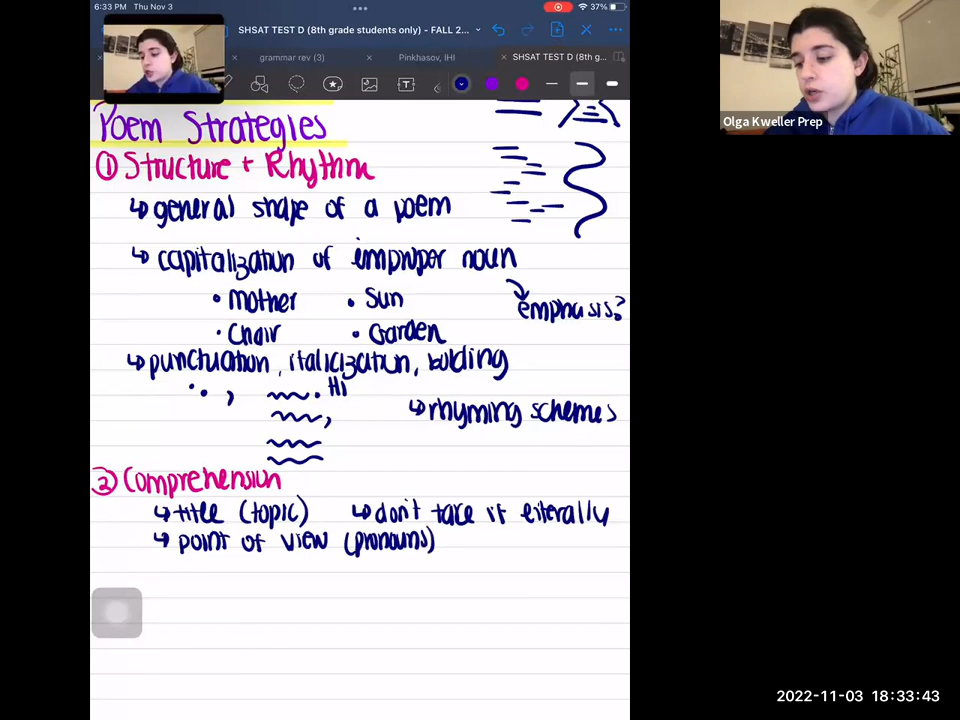 6:33 PM Thu Nov 3
37%
SHSAT TEST D (8th grade students only) - FALL 2...
grammar rev (3)
Pinkhasov, IHI
SHSAT TEST D (8th g...
Olga Kweller Prep
Poem Strategies
① Structure + Rhythm
↳ general shape of a poem
↳ capitalization of improper noun
• Mother • Sun
emphasis?
• Chair • Garden
↳ punctuation, italicization, bolding
Hi
↳ rhyming schemes
② Comprehension
↳ title (topic) ↳ don't take it literally
↳ point of view (pronouns)
2022-11-03 18:33:43